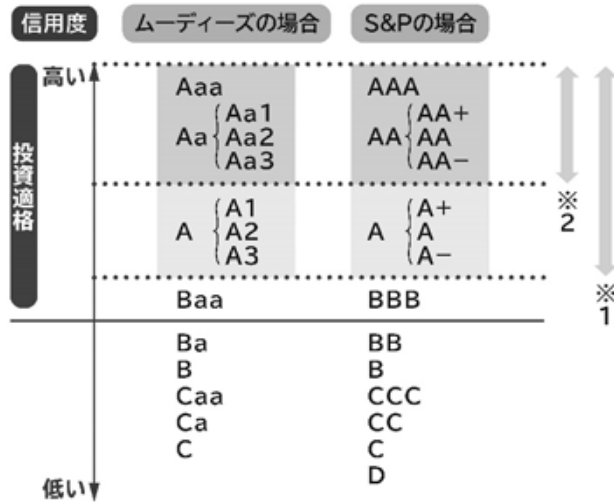 信用度 ムーディーズの場合 S&Pの場合
高い
投資適格
Aaa AAA
Aa Aa1 Aa2 Aa3 AA AA+ AA AA−
※2
A A1 A2 A3 A A+ A A−
※1
Baa BBB
Ba BB
B B
Caa CCC
Ca CC
C C
D
低い